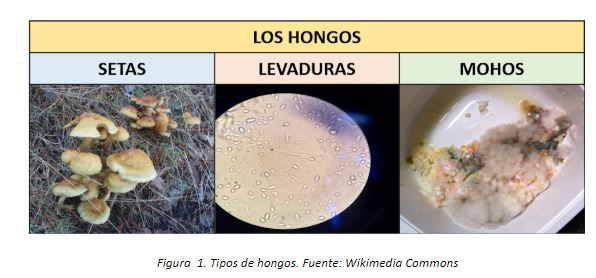 LOS HONGOS
SETAS
LEVADURAS
MOHOS
Figura 1. Tipos de hongos. Fuente: Wikimedia Commons